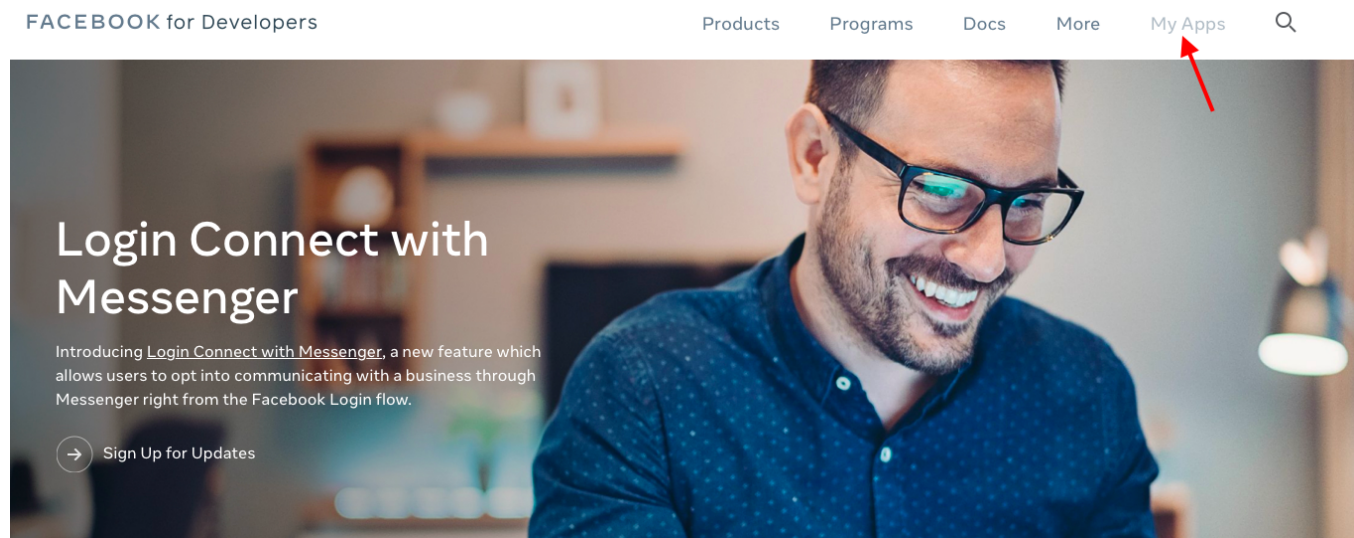 FACEBOOK for Developers
Products Programs Docs More My Apps
Login Connect with
Messenger
Introducing Login Connect with Messenger, a new feature which
allows users to opt into communicating with a business through
Messenger right from the Facebook Login flow.
Sign Up for Updates